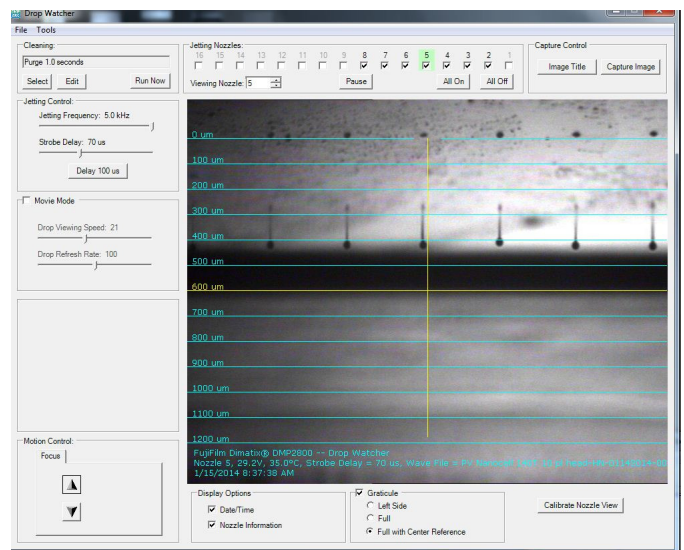 Drop Watcher
File Tools
Cleaning:
Purge 1.0 seconds
Select Edit Run Now
Jetting Nozzles:
16 15 14 13 12 11 10 9 8 7 6 5 4 3 2 1
Viewing Nozzle: 5
Pause All On All Off
Capture Control
Image Title Capture Image
Jetting Control:
Jetting Frequency: 5.0 kHz
Strobe Delay: 70 us
Delay 100 us
Movie Mode
Drop Viewing Speed: 21
Drop Refresh Rate: 100
0 um
100 um
200 um
300 um
400 um
500 um
600 um
700 um
800 um
900 um
1000 um
1100 um
1200 um
FujiFilm Dimatix® DMP2800 -- Drop Watcher
Nozzle 5, 29.2V, 35.0ºC, Strobe Delay = 70 us, Wave File =
1/15/2014 8:37:38 AM
Motion Control:
Focus
Display Options
Date/Time
Nozzle Information
Graticule
Left Side
Full
Full with Center Reference
Calibrate Nozzle View